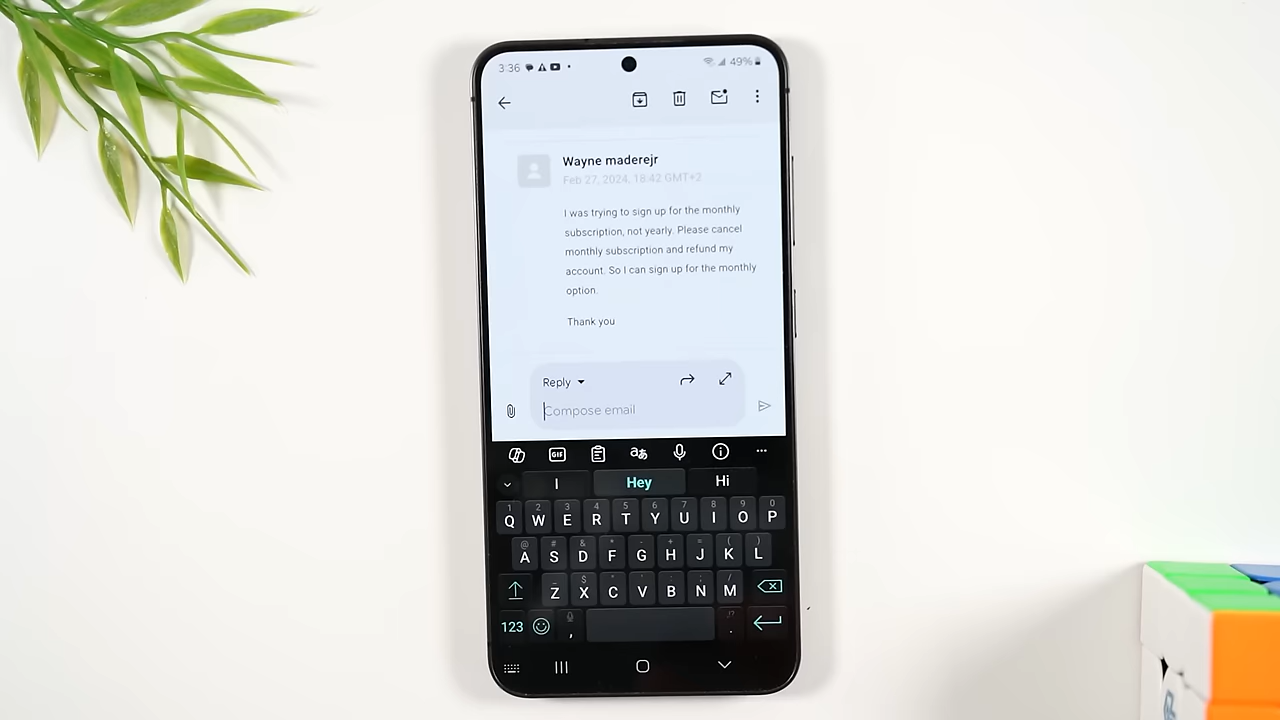 3:36
49%
Wayne maderejr
Feb 27, 2024, 18:42 GMT+2
I was trying to sign up for the monthly
subscription, not yearly. Please cancel
monthly subscription and refund my
account. So I can sign up for the monthly
option.
Thank you
Reply
Compose email
GIF
aあ
I Hey Hi
1 2 3 4 5 6 7 8 9 0
Q W E R T Y U I O P
A S D F G H J K L
Z X C V B N M
123 , .